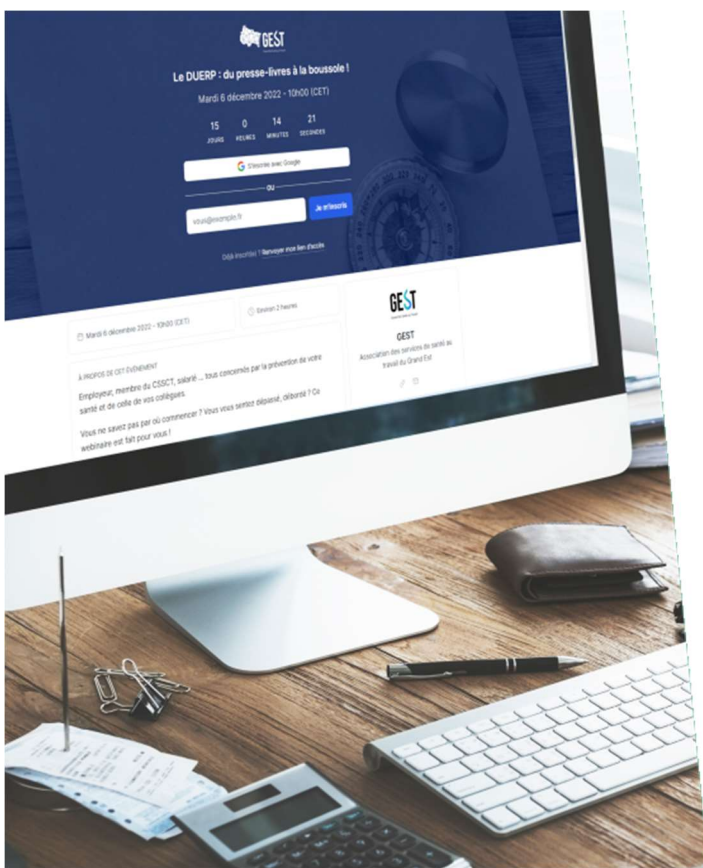 GEST
Le DUERP : du presse-livres à la boussole !
Mardi 6 décembre 2022 - 10h00 (CET)
15 0 14 21
JOURS HEURES MINUTES SECONDES
S'inscrire avec Google
ou
vous@exemple.fr
Je m'inscris
Déjà inscrit(e) ? Renvoyer mon lien d'accès
Mardi 6 décembre 2022 - 10h00 (CET)
Environ 2 heures
À PROPOS DE CET ÉVÉNEMENT
Employeur, membre du CSSCT, salarié ... tous concernés par la prévention de votre
santé et de celle de vos collègues.
Vous ne savez pas par où commencer ? Vous vous sentez dépassé, débordé ? Ce
webinaire est fait pour vous !
GEST
GEST
Association des services de santé au
travail du Grand Est